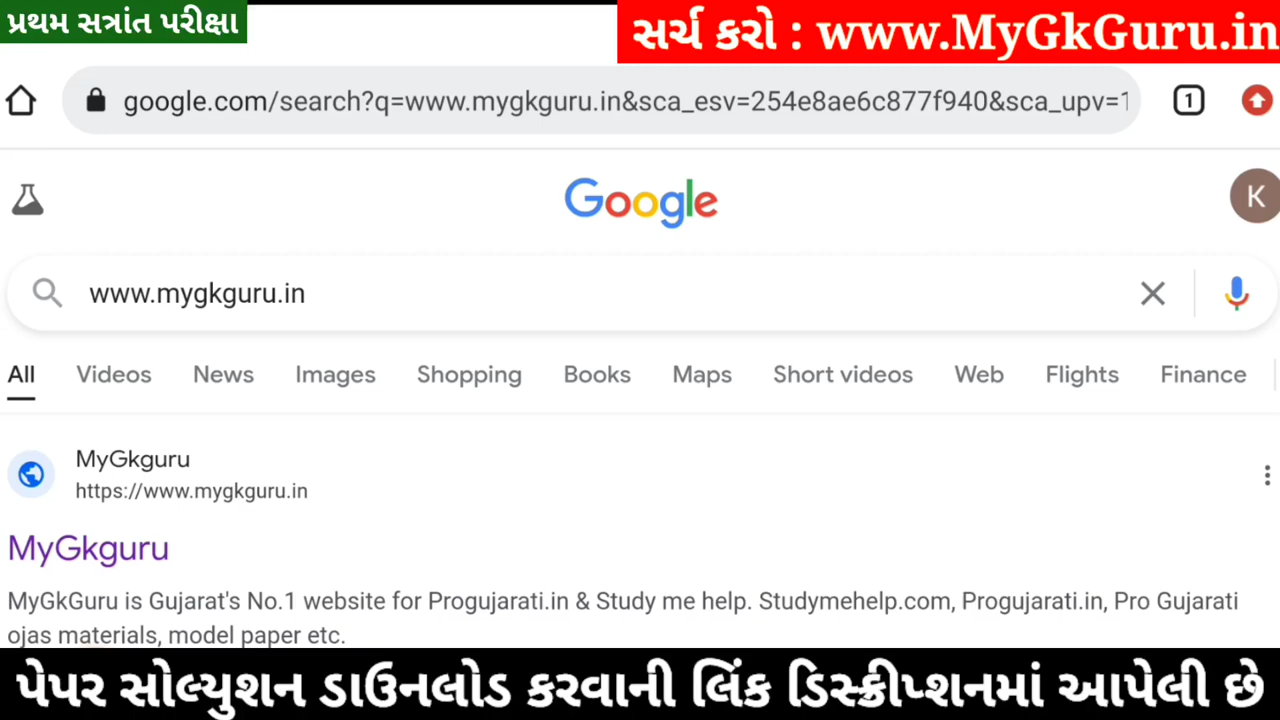 પ્રથમ સત્રાંત પરીક્ષા
સર્ચ કરો : www.MyGkGuru.in
google.com/search?q=www.mygkguru.in&sca_esv=254e8ae6c877f940&sca_upv=1
1
Google
K
www.mygkguru.in
All Videos News Images Shopping Books Maps Short videos Web Flights Finance
MyGkguru
https://www.mygkguru.in
MyGkguru
MyGkGuru is Gujarat's No.1 website for Progujarati.in & Study me help. Studymehelp.com, Progujarati.in, Pro Gujarati
ojas materials, model paper etc.
પેપર સોલ્યુશન ડાઉનલોડ કરવાની લિંક ડિસ્ક્રીપ્શનમાં આપેલી છે